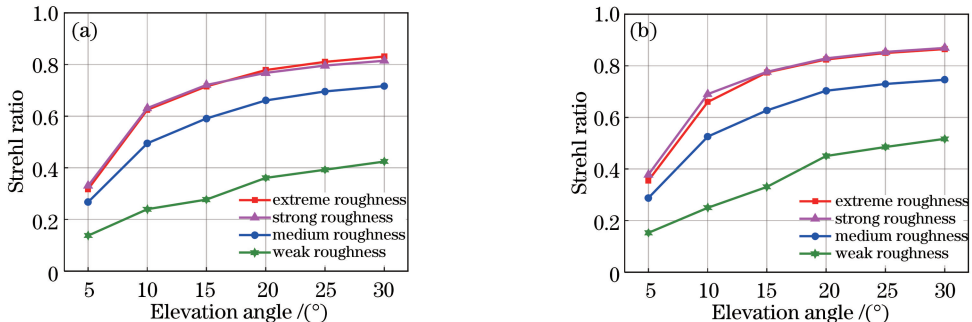 (a)
Strehl ratio
1.0
0.8
0.6
0.4
0.2
0
extreme roughness
strong roughness
medium roughness
weak roughness
5 10 15 20 25 30
Elevation angle /(°)
(b)
Strehl ratio
1.0
0.8
0.6
0.4
0.2
0
extreme roughness
strong roughness
medium roughness
weak roughness
5 10 15 20 25 30
Elevation angle /(°)